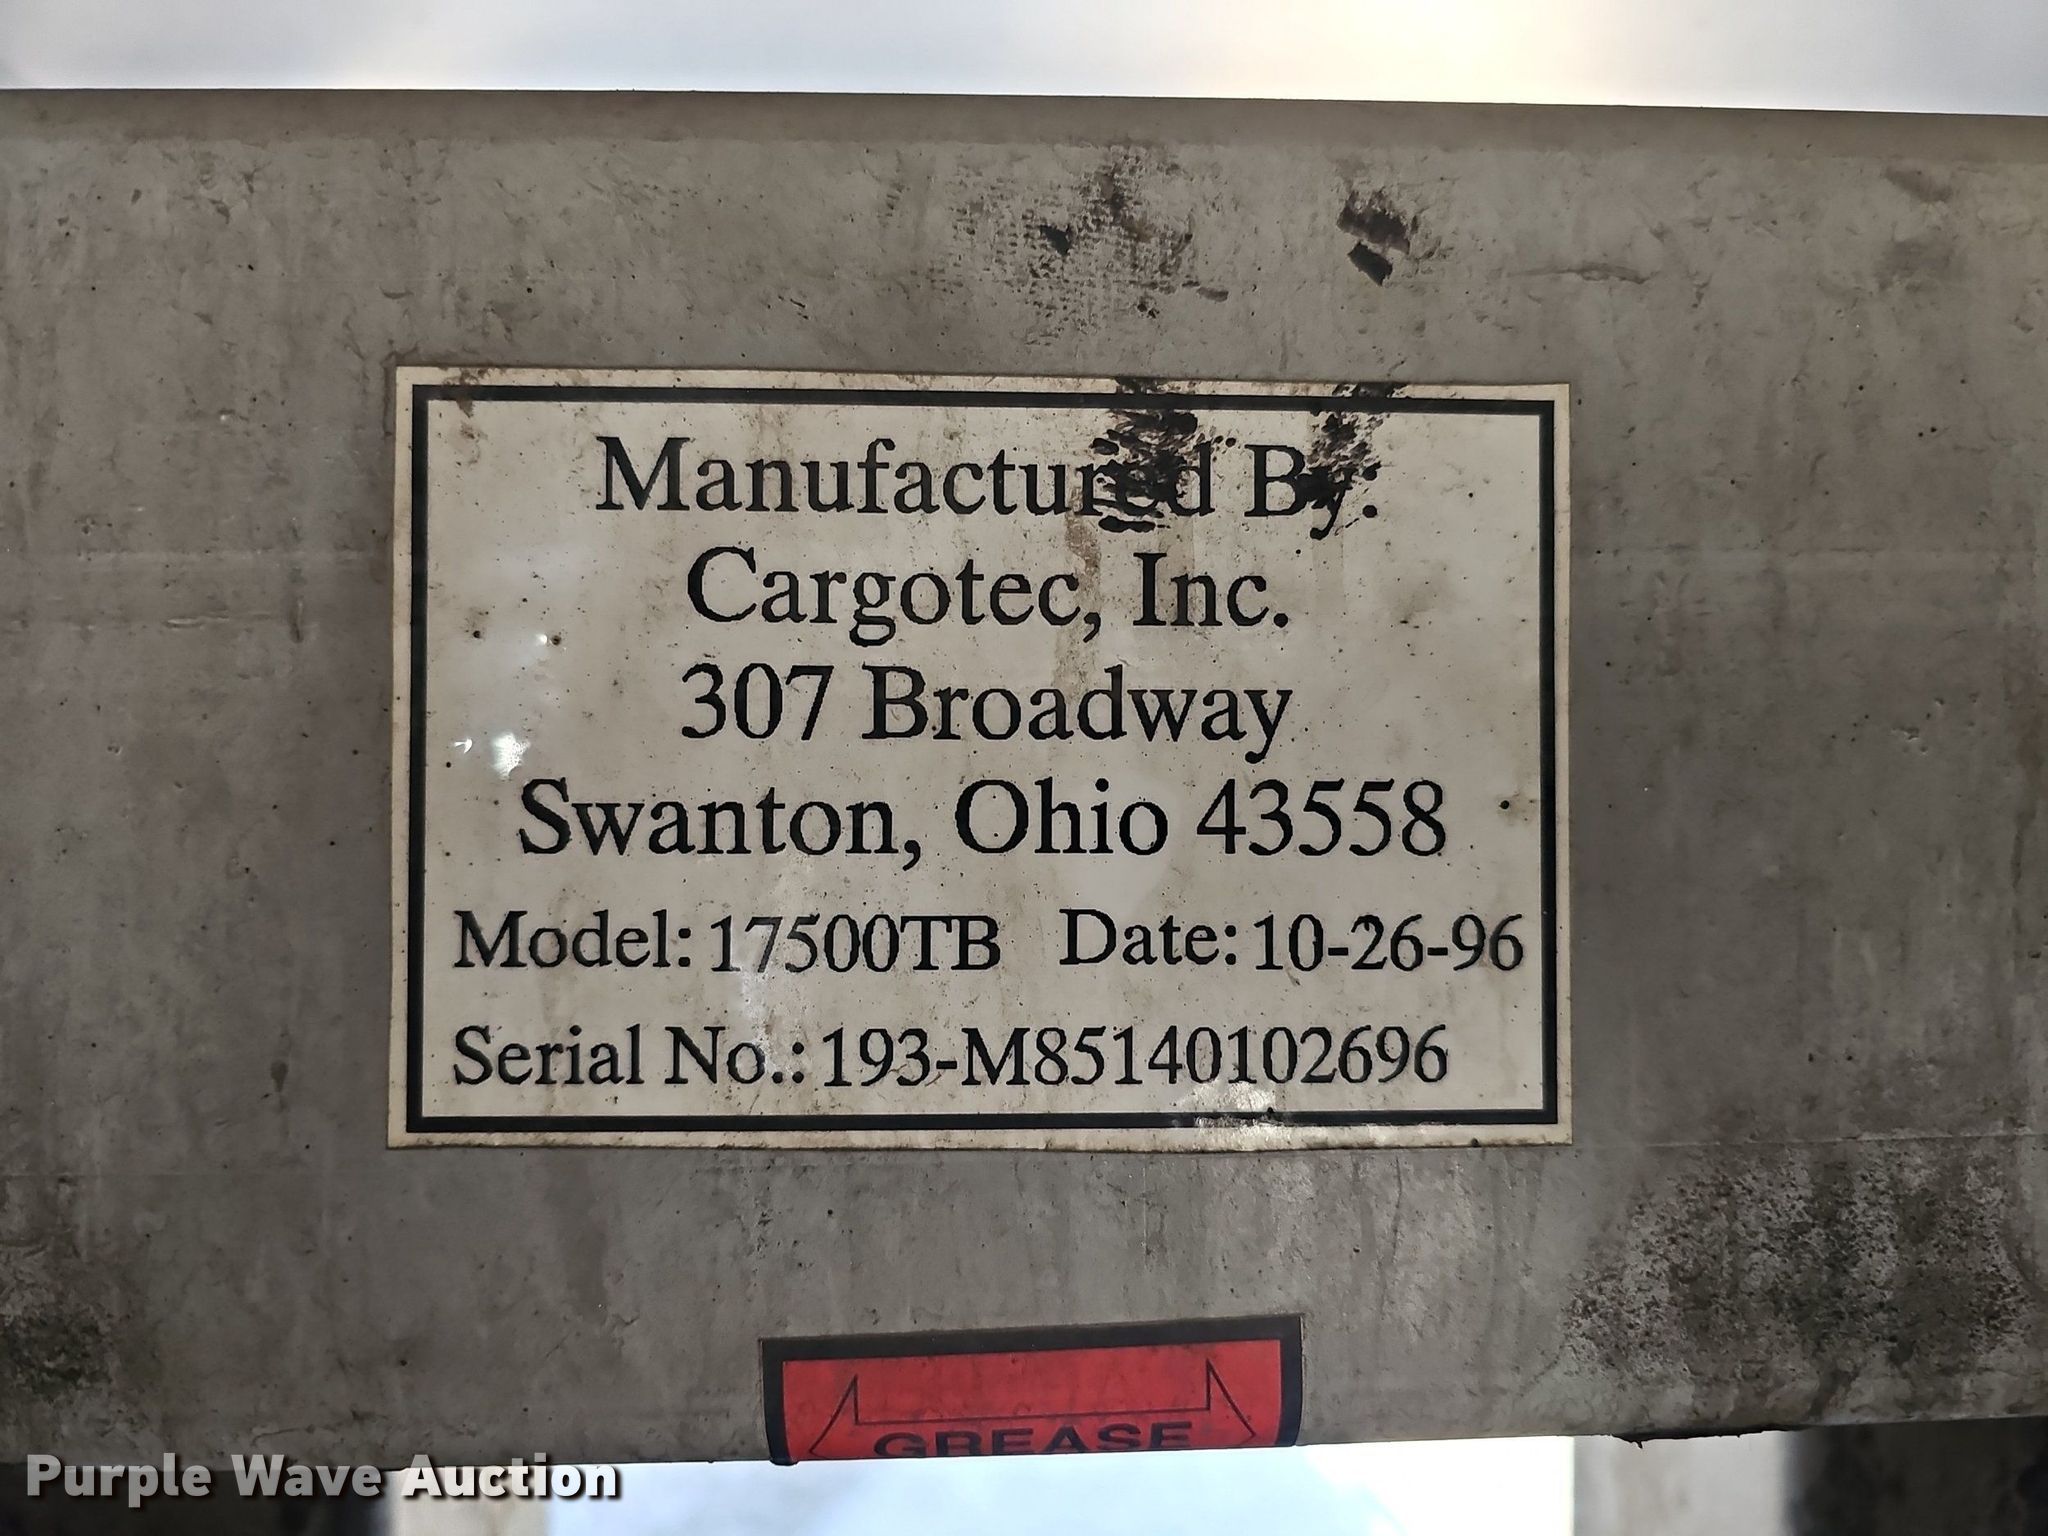 Manufactured By:
Cargotec, Inc.
307 Broadway
Swanton, Ohio 43558
Model: 17500TB Date: 10-26-96
Serial No.: 193-M85140102696
GREASE
Purple Wave Auction